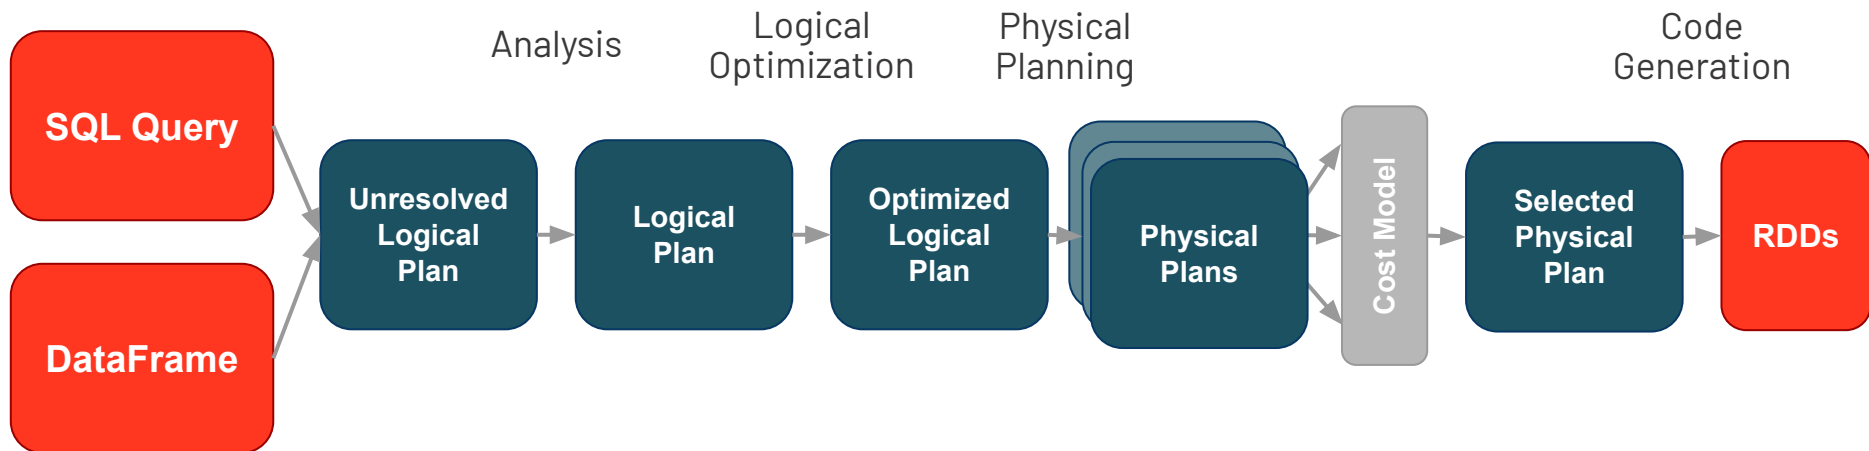 Analysis
Logical
Optimization
Physical
Planning
Code
Generation
SQL Query
DataFrame
Unresolved
Logical
Plan
Logical
Plan
Optimized
Logical
Plan
Physical
Plans
Cost Model
Selected
Physical
Plan
RDDs